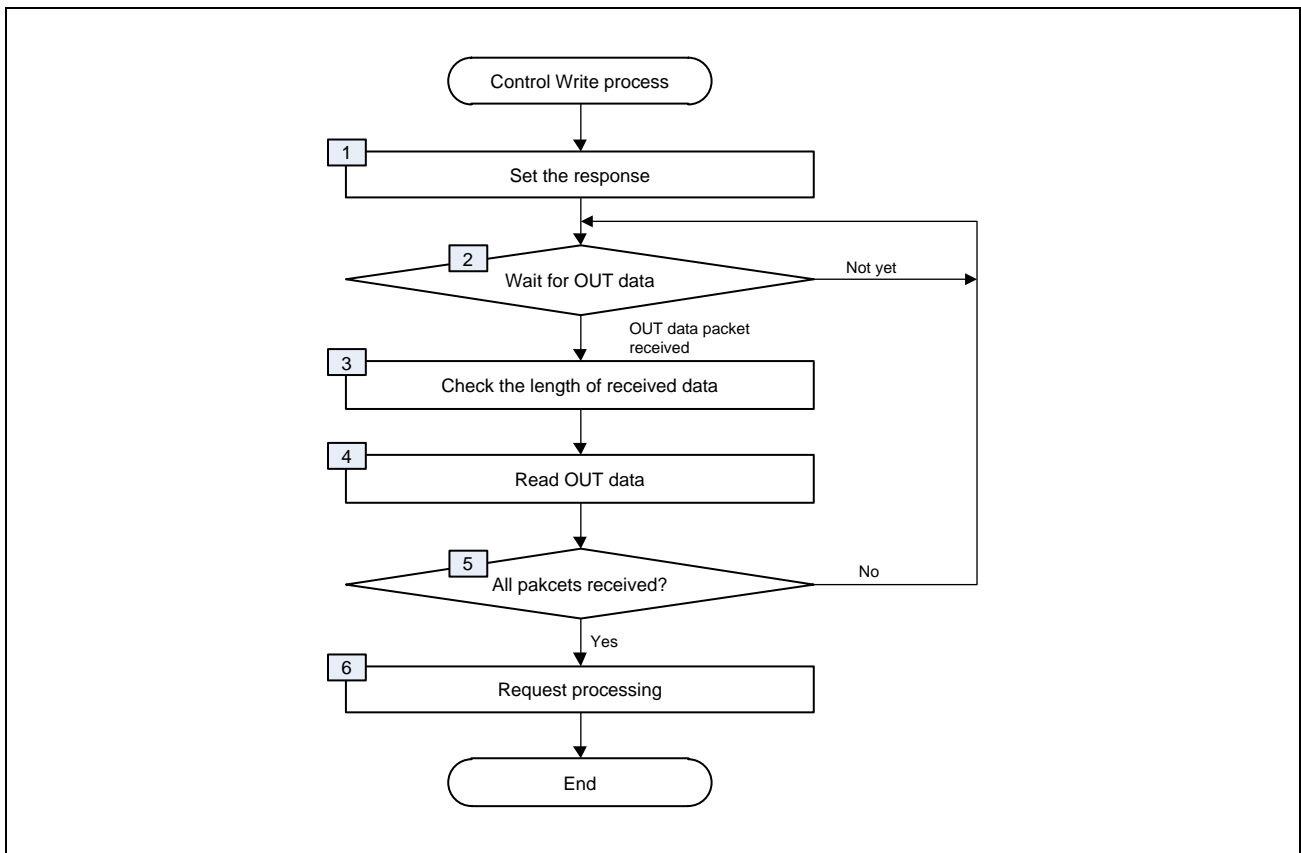 Control Write process
1
Set the response
2
Wait for OUT data
Not yet
OUT data packet
received
3
Check the length of received data
4
Read OUT data
5
All pakcets received?
No
Yes
6
Request processing
End